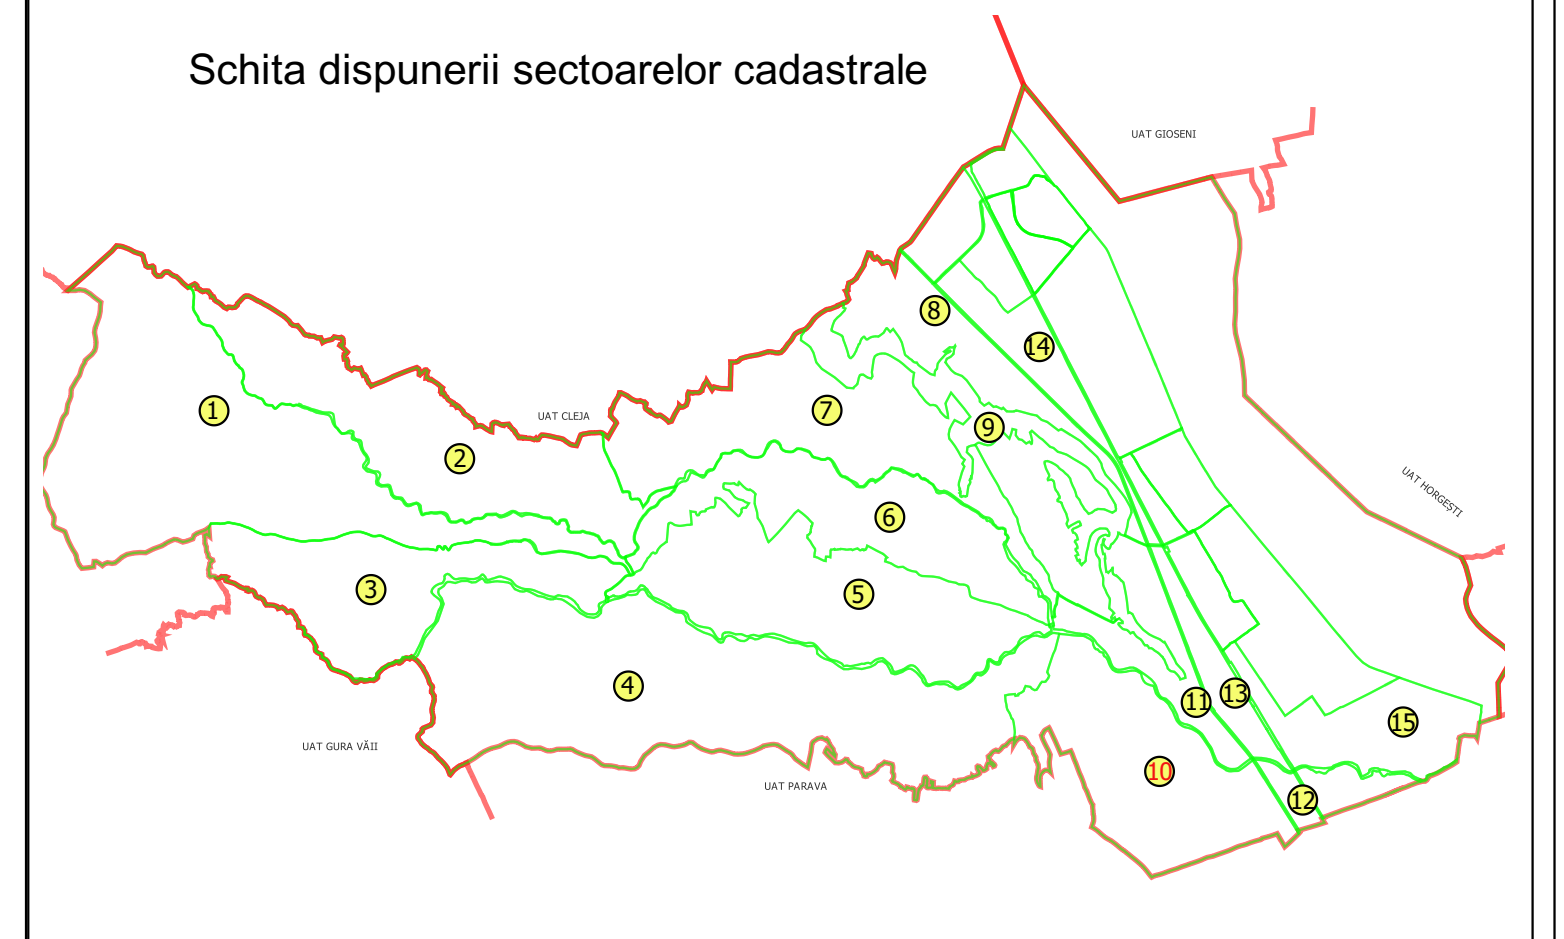 Schita dispunerii sectoarelor cadastrale
UAT GIOSENI
8
14
1
UAT CLEJA
7
9
2
UAT HORGEȘTI
6
3
5
4
11
13
15
UAT GURA VĂII
10
UAT PARAVA
12